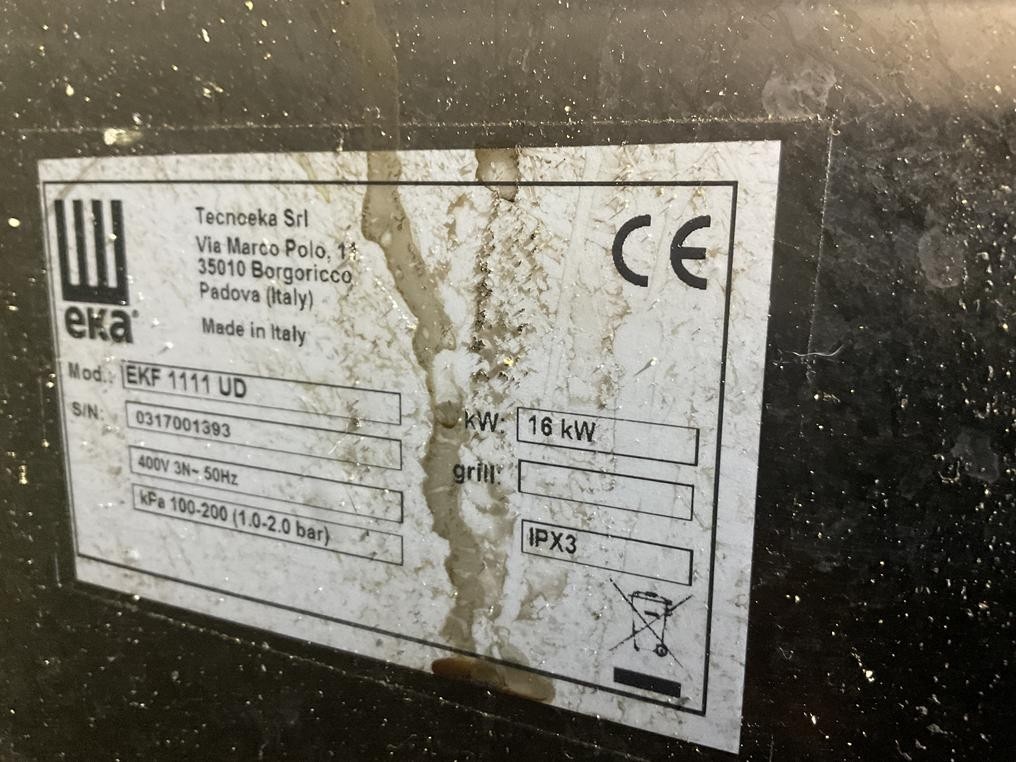 eka
Tecnoeka Srl
Via Marco Polo, 11
35010 Borgoricco
Padova (Italy)
Made in Italy
CE
Mod.: EKF 1111 UD
S/N: 0317001393
400V 3N~ 50Hz
kPa 100-200 (1.0-2.0 bar)
kW: 16 kW
grill:
IPX3